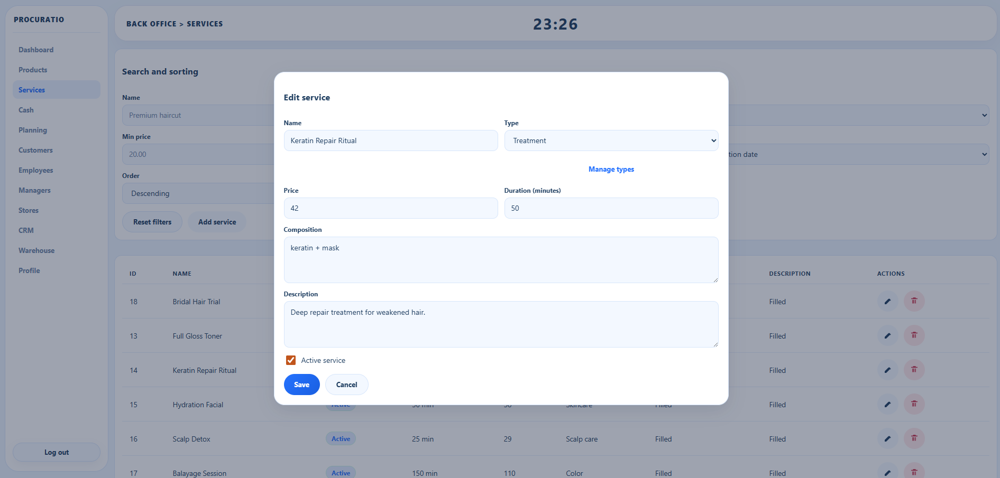 PROCURATIO
Dashboard
Products
Services
Cash
Planning
Customers
Employees
Managers
Stores
CRM
Warehouse
Profile
Log out
BACK OFFICE > SERVICES
23:26
Search and sorting
Name
Premium haircut
Min price
20.00
tion date
Order
Descending
Reset filters Add service
Edit service
Name Type
Keratin Repair Ritual Treatment
Manage types
Price Duration (minutes)
42 50
Composition
keratin + mask
Description
Deep repair treatment for weakened hair.
Active service
Save Cancel
ID NAME DESCRIPTION ACTIONS
18 Bridal Hair Trial Filled
13 Full Gloss Toner Filled
14 Keratin Repair Ritual Filled
15 Hydration Facial Active 50 min Skincare Filled Filled
16 Scalp Detox Active 25 min 29 Scalp care Filled Filled
17 Balayage Session Active 150 min 110 Color Filled Filled